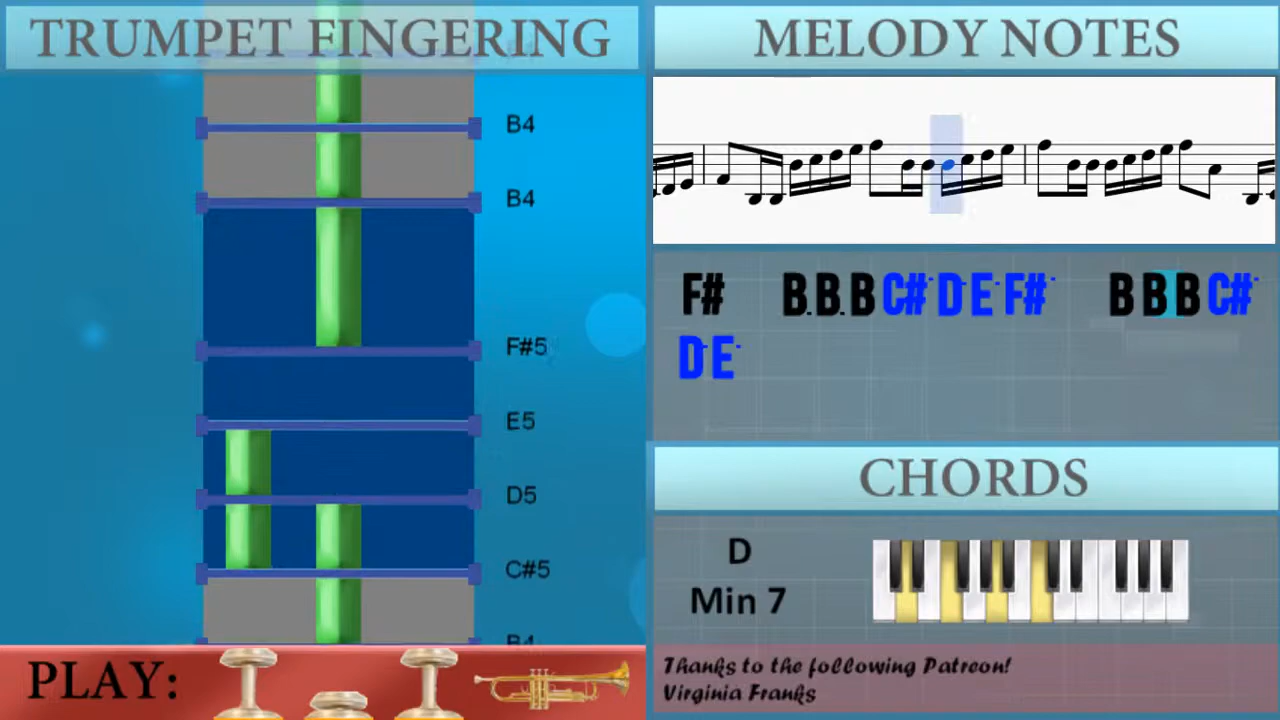 TRUMPET FINGERING
B4
B4
F#5
E5
D5
C#5
B4
PLAY:
MELODY NOTES
F# B. B. B C#· D· E· F#· B B B C#·
D· E·
CHORDS
D
Min 7
Thanks to the following Patreon!
Virginia Franks